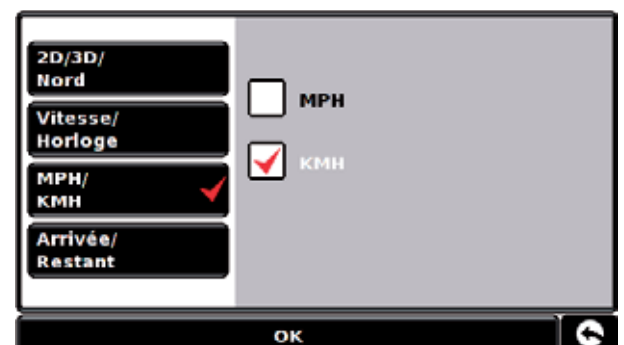 2D/3D/
Nord
Vitesse/
Horloge
MPH/
KMH
Arrivée/
Restant
MPH
KMH
OK